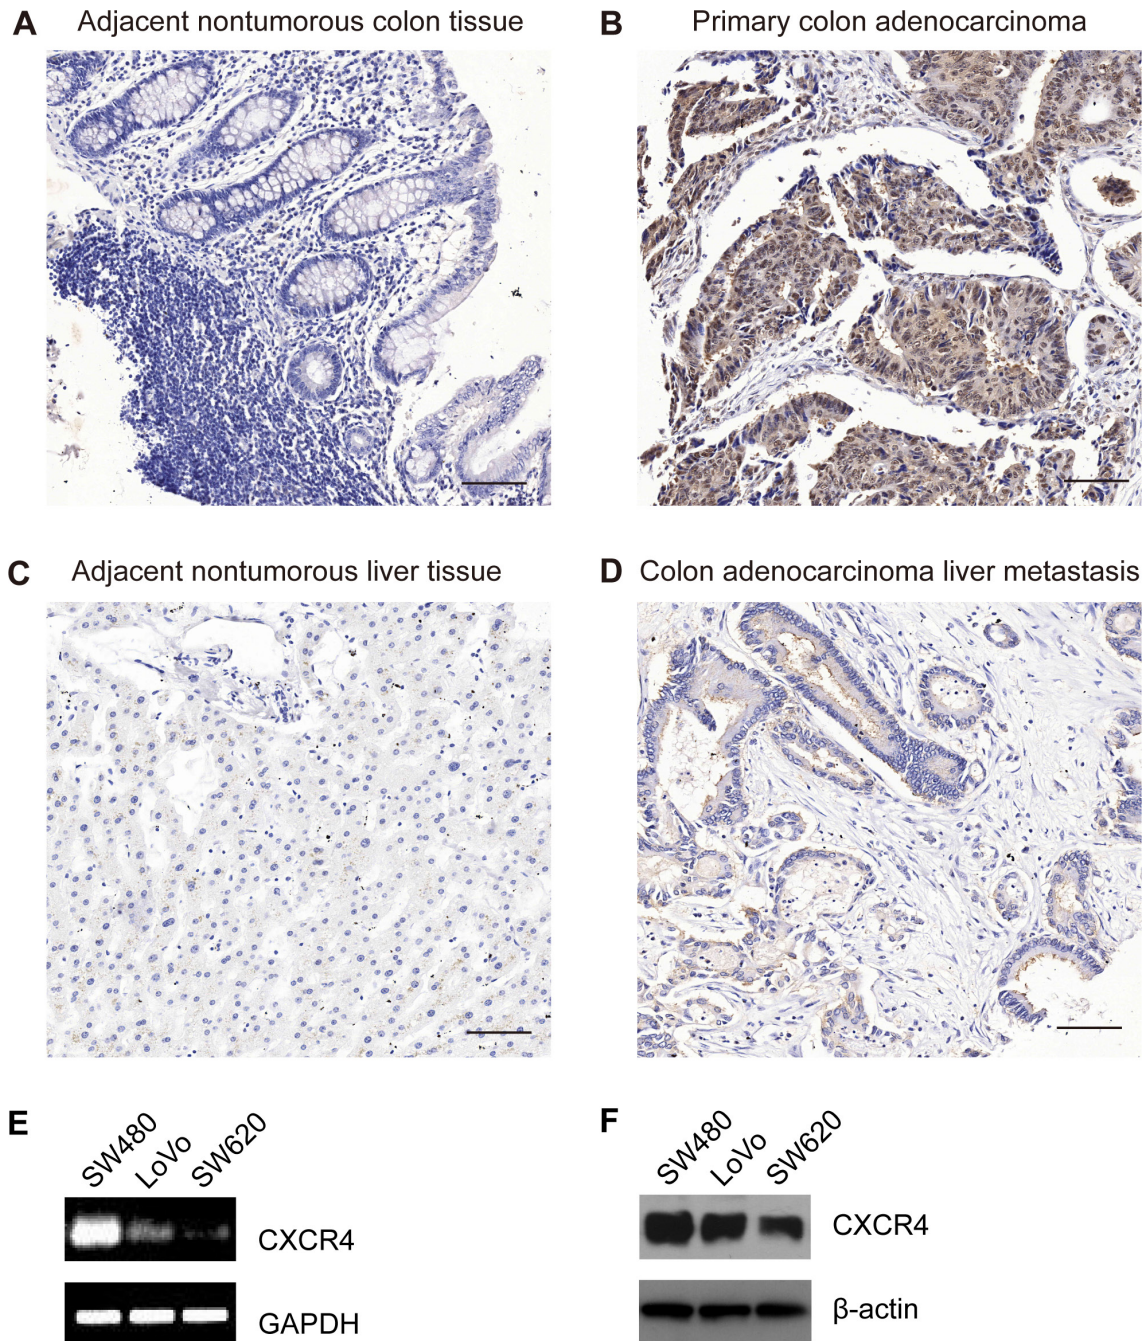 A Adjacent nontumorous colon tissue
B Primary colon adenocarcinoma
C Adjacent nontumorous liver tissue
D Colon adenocarcinoma liver metastasis
E
SW480
LoVo
SW620
CXCR4
GAPDH
F
SW480
LoVo
SW620
CXCR4
β-actin